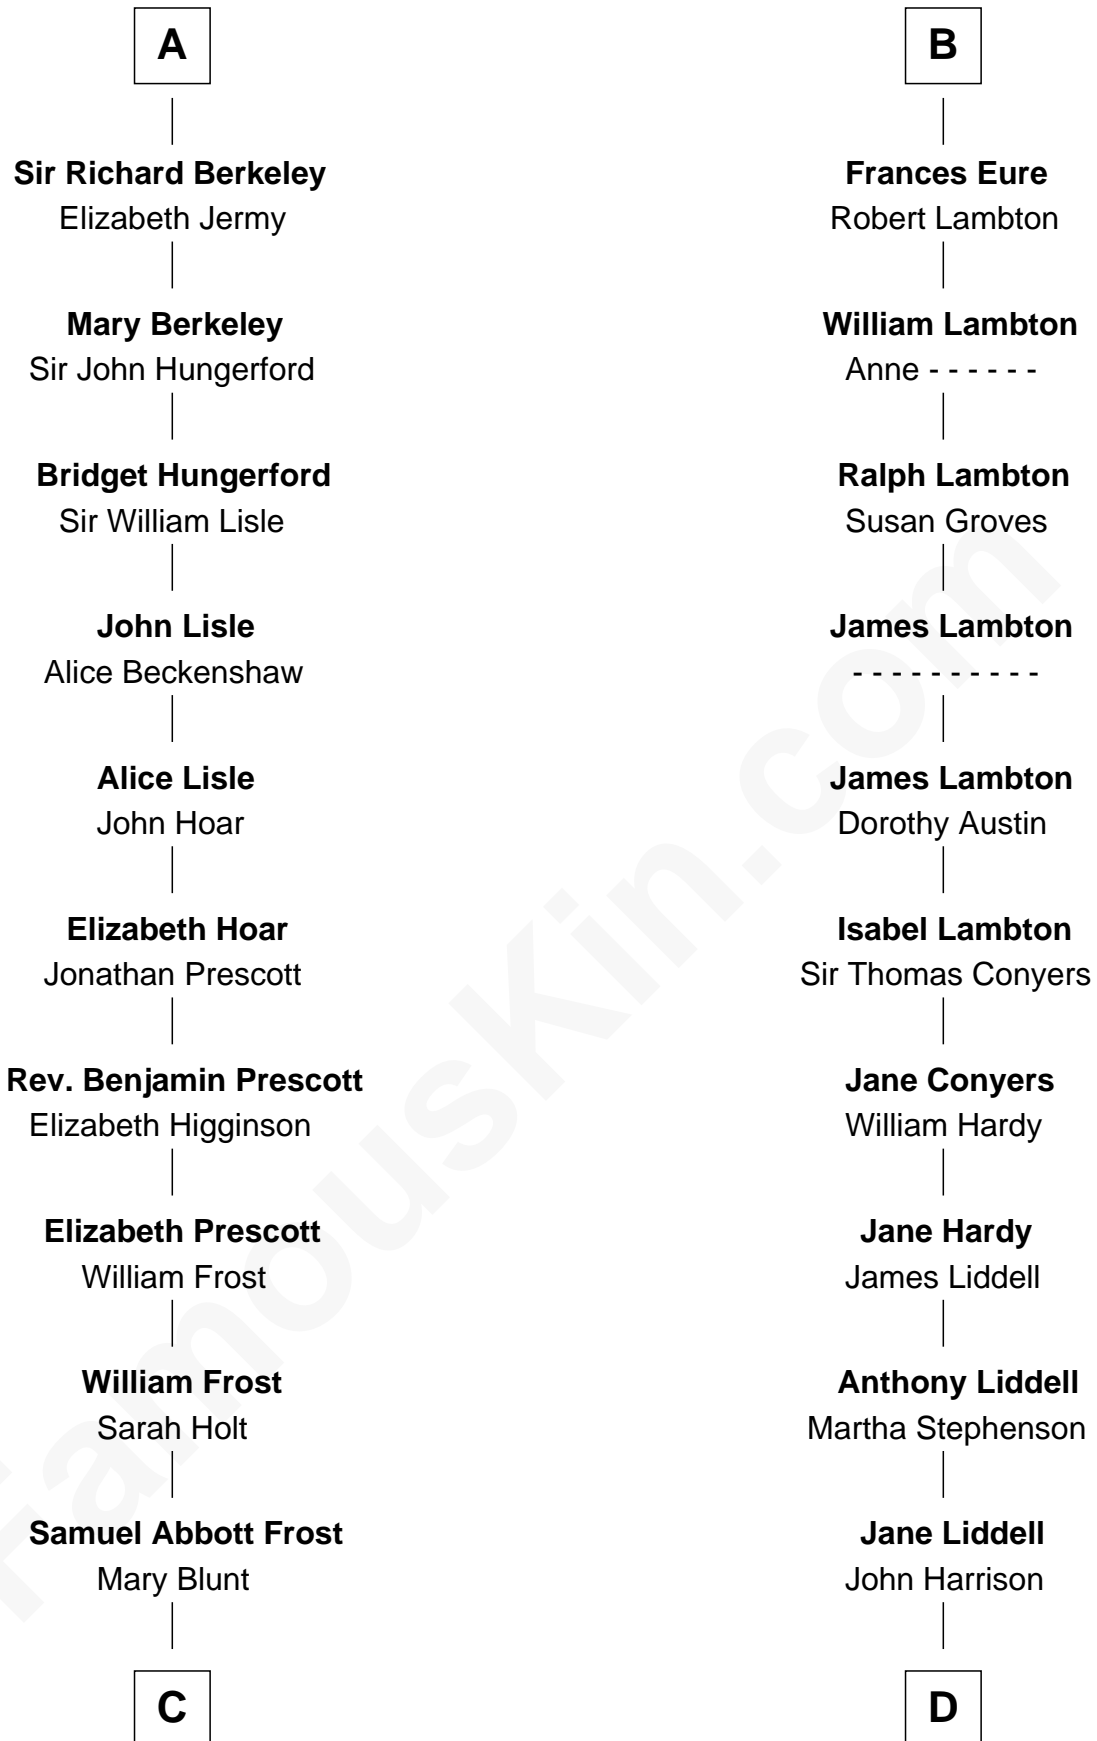 A
Sir Richard Berkeley
Elizabeth Jermy
Mary Berkeley
Sir John Hungerford
Bridget Hungerford
Sir William Lisle
John Lisle
Alice Beckenshaw
Alice Lisle
John Hoar
Elizabeth Hoar
Jonathan Prescott
Rev. Benjamin Prescott
Elizabeth Higginson
Elizabeth Prescott
William Frost
William Frost
Sarah Holt
Samuel Abbott Frost
Mary Blunt
C
B
Frances Eure
Robert Lambton
William Lambton
Anne - - - - - -
Ralph Lambton
Susan Groves
James Lambton
- - - - - - - - - -
James Lambton
Dorothy Austin
Isabel Lambton
Sir Thomas Conyers
Jane Conyers
William Hardy
Jane Hardy
James Liddell
Anthony Liddell
Martha Stephenson
Jane Liddell
John Harrison
D
FamousKin.com